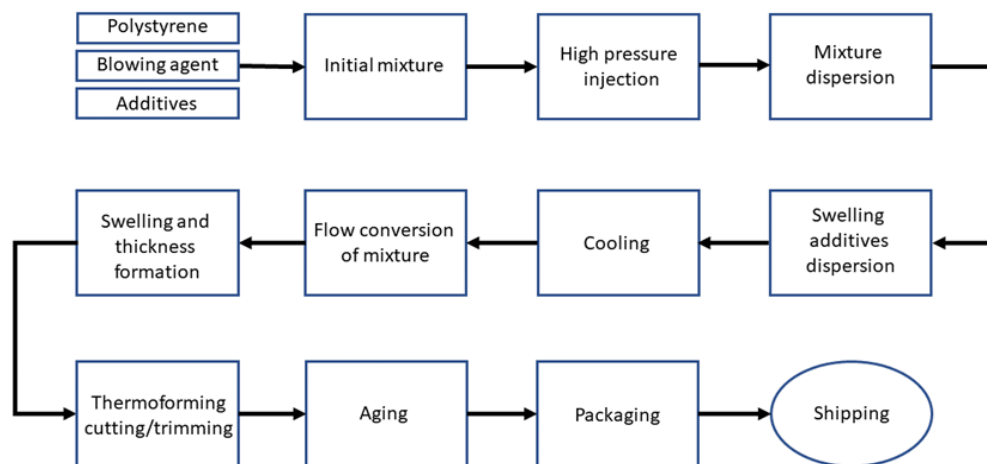 Polystyrene
Blowing agent
Additives
Initial mixture
High pressure
injection
Mixture
dispersion
Swelling and
thickness
formation
Flow conversion
of mixture
Cooling
Swelling
additives
dispersion
Thermoforming
cutting/trimming
Aging
Packaging
Shipping